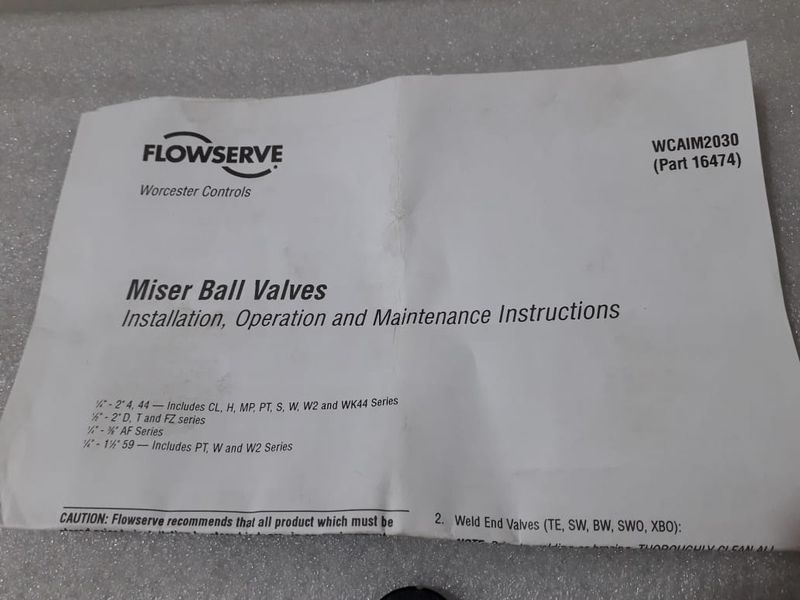 FLOWSERVE
Worcester Controls
WCAIM2030
(Part 16474)
Miser Ball Valves
Installation, Operation and Maintenance Instructions
¼" - 2" 4, 44 — Includes CL, H, MP, PT, S, W, W2 and WK44 Series
½" - 2" D, T and FZ series
¼" - ⅜" AF Series
¼" - 1½" 59 — Includes PT, W and W2 Series
CAUTION: Flowserve recommends that all product which must be
2. Weld End Valves (TE, SW, BW, SWO, XBO):
THOROUGHLY CLEAN ALL